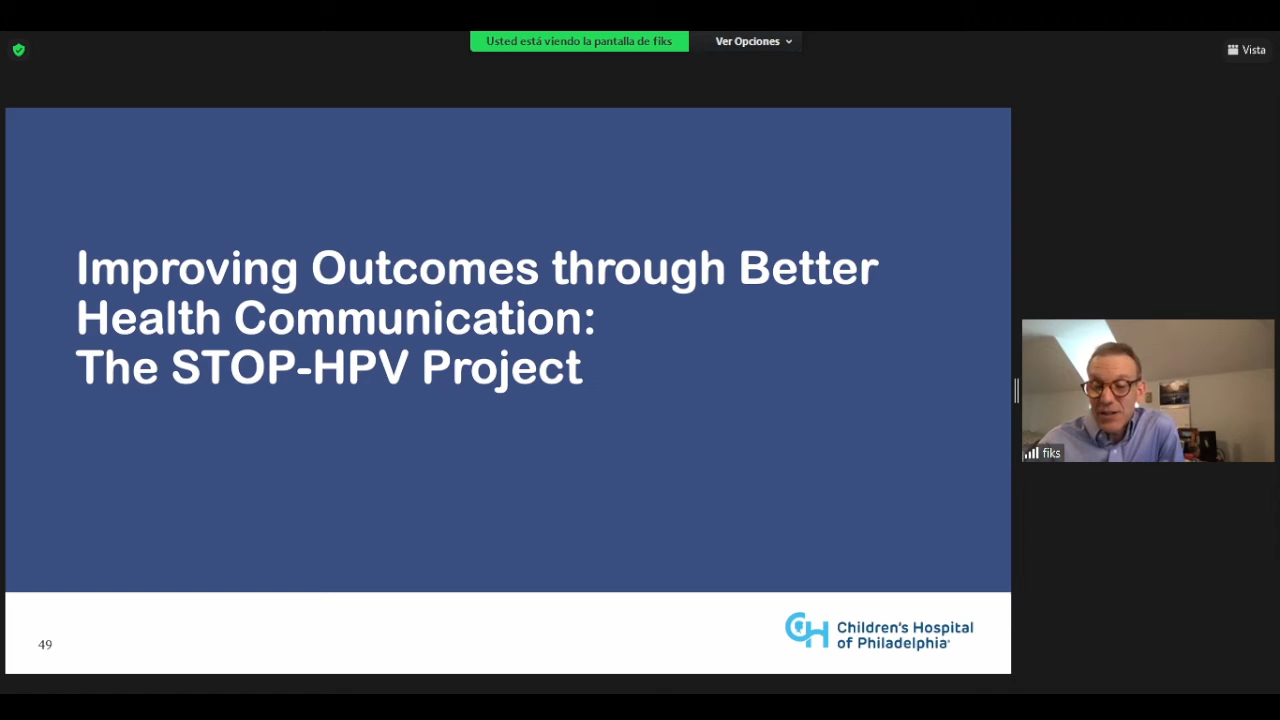 Usted está viendo la pantalla de fiks
Ver Opciones
Vista
Improving Outcomes through Better
Health Communication:
The STOP-HPV Project
fiks
49
CH Children's Hospital
of Philadelphia